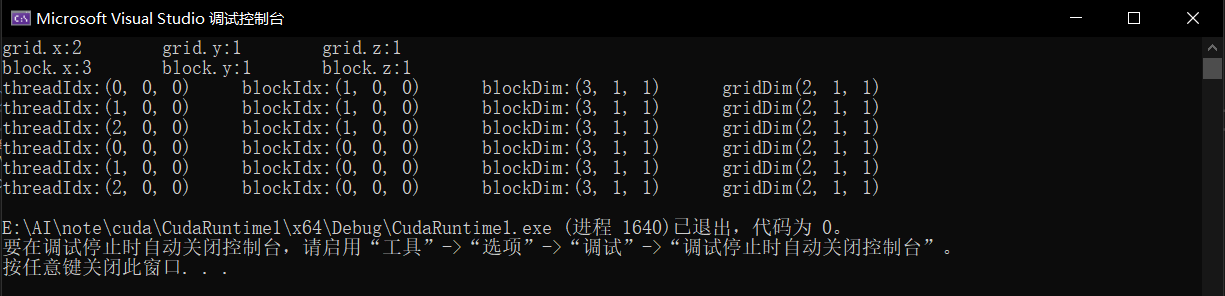 Microsoft Visual Studio 调试控制台
grid.x:2 grid.y:1 grid.z:1
block.x:3 block.y:1 block.z:1
threadIdx:(0, 0, 0) blockIdx:(1, 0, 0) blockDim:(3, 1, 1) gridDim(2, 1, 1)
threadIdx:(1, 0, 0) blockIdx:(1, 0, 0) blockDim:(3, 1, 1) gridDim(2, 1, 1)
threadIdx:(2, 0, 0) blockIdx:(1, 0, 0) blockDim:(3, 1, 1) gridDim(2, 1, 1)
threadIdx:(0, 0, 0) blockIdx:(0, 0, 0) blockDim:(3, 1, 1) gridDim(2, 1, 1)
threadIdx:(1, 0, 0) blockIdx:(0, 0, 0) blockDim:(3, 1, 1) gridDim(2, 1, 1)
threadIdx:(2, 0, 0) blockIdx:(0, 0, 0) blockDim:(3, 1, 1) gridDim(2, 1, 1)
E:\AI\note\cuda\CudaRuntime1\x64\Debug\CudaRuntime1.exe (进程 1640)已退出，代码为 0。
要在调试停止时自动关闭控制台，请启用“工具”->“选项”->“调试”->“调试停止时自动关闭控制台”。
按任意键关闭此窗口. . .